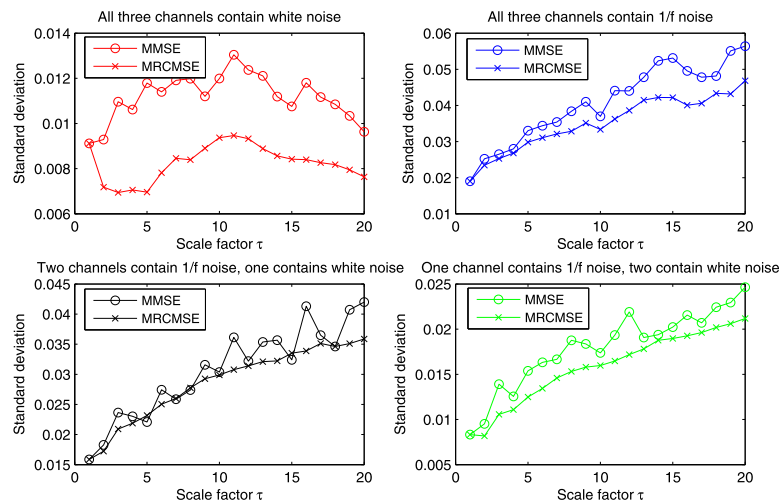 All three channels contain white noise
0.014
0.012
0.01
0.008
0.006
Standard deviation
MMSE
MRCMSE
0 5 10 15 20
Scale factor τ
All three channels contain 1/f noise
0.06
0.05
0.04
0.03
0.02
0.01
Standard deviation
MMSE
MRCMSE
0 5 10 15 20
Scale factor τ
Two channels contain 1/f noise, one contains white noise
0.045
0.04
0.035
0.03
0.025
0.02
0.015
Standard deviation
MMSE
MRCMSE
0 5 10 15 20
Scale factor τ
One channel contains 1/f noise, two contain white noise
0.025
0.02
0.015
0.01
0.005
Standard deviation
MMSE
MRCMSE
0 5 10 15 20
Scale factor τ